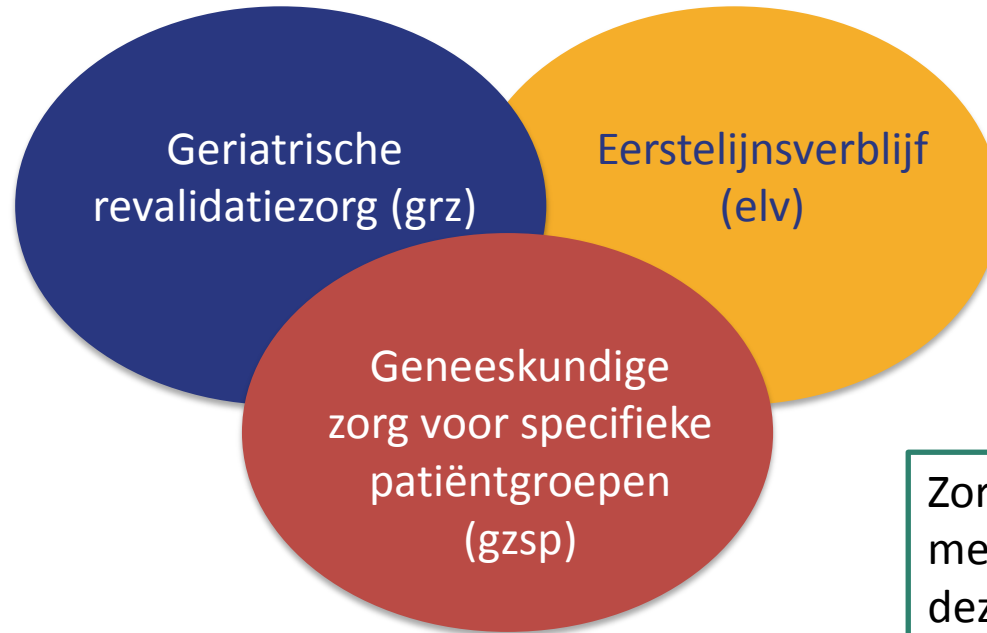 Geriatrische
revalidatiezorg (grz)
Eerstelijnsverblijf
(elv)
Geneeskundige
zorg voor specifieke
patiëntgroepen
(gzsp)